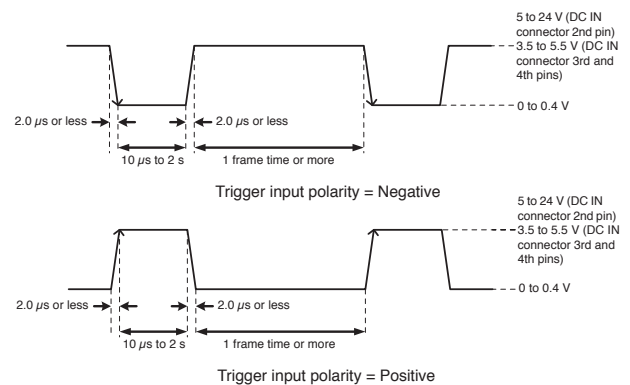 5 to 24 V (DC IN
connector 2nd pin)
3.5 to 5.5 V (DC IN
connector 3rd and
4th pins)
0 to 0.4 V
2.0 µs or less
2.0 µs or less
10 µs to 2 s
1 frame time or more
Trigger input polarity = Negative
5 to 24 V (DC IN
connector 2nd pin)
3.5 to 5.5 V (DC IN
connector 3rd and
4th pins)
0 to 0.4 V
2.0 µs or less
2.0 µs or less
10 µs to 2 s
1 frame time or more
Trigger input polarity = Positive